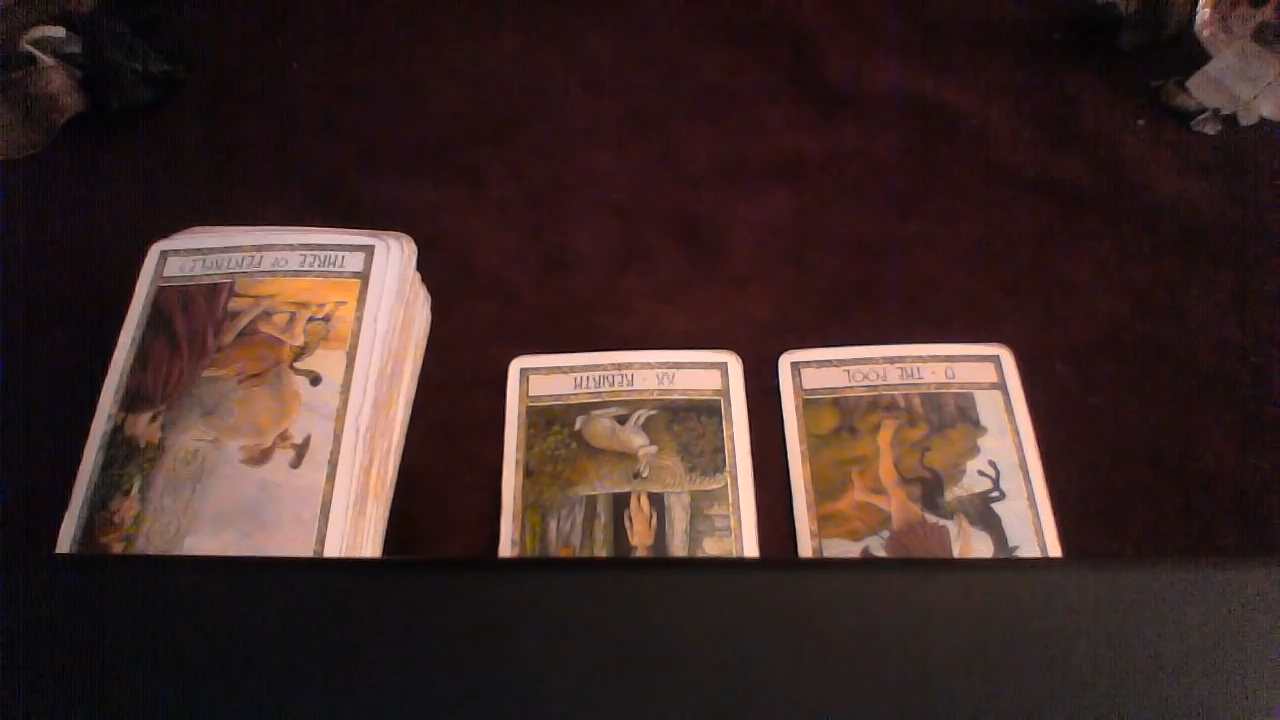 THREE OF PENTACLES
XX · REBIRTH
0 · THE FOOL